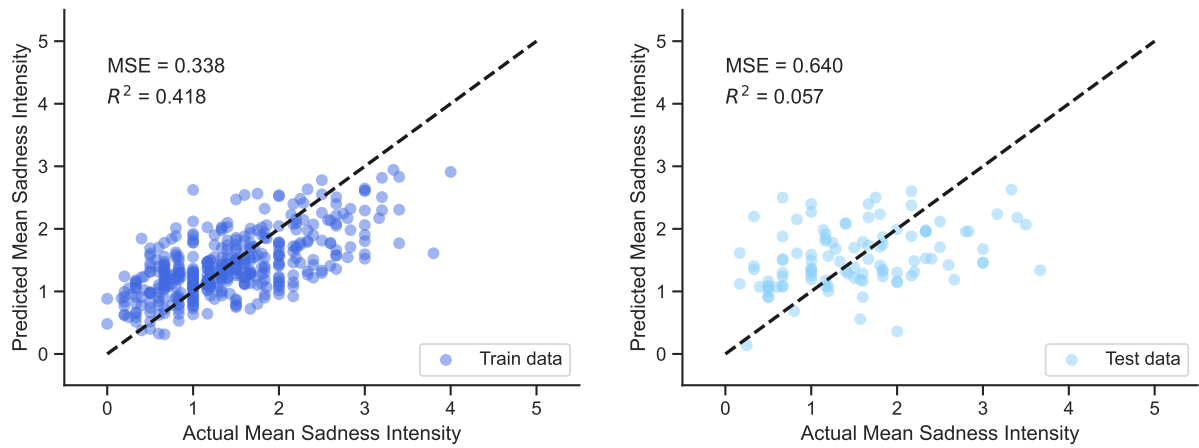 5
4
3
2
1
0
Predicted Mean Sadness Intensity
MSE = 0.338
R² = 0.418
Train data
0 1 2 3 4 5
Actual Mean Sadness Intensity
5
4
3
2
1
0
Predicted Mean Sadness Intensity
MSE = 0.640
R² = 0.057
Test data
0 1 2 3 4 5
Actual Mean Sadness Intensity